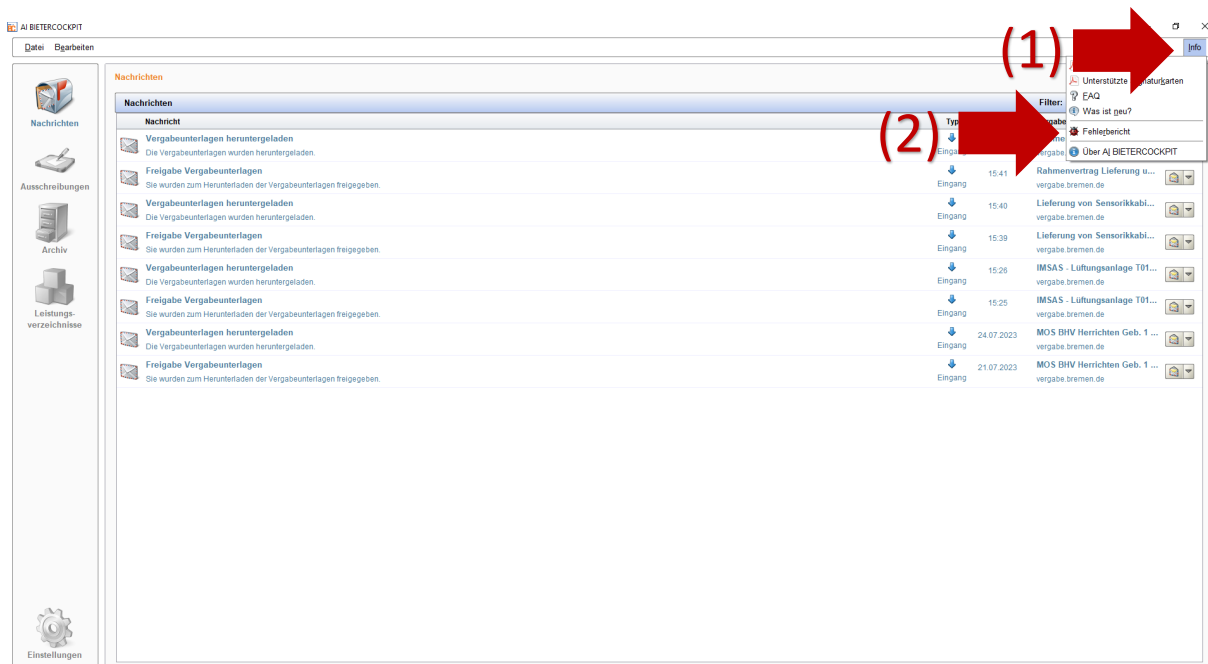 AI BIETERCOCKPIT
Datei Bearbeiten
(1)
Info
Unterstützte
FAQ
Was ist neu?
(2)
Fehlerbericht
Über AI BIETERCOCKPIT
Nachrichten
Ausschreibungen
Archiv
Leistungs-
verzeichnisse
Einstellungen
Nachrichten
Nachrichten Filter:
Nachricht Typ
Vergabeunterlagen heruntergeladen
Die Vergabeunterlagen wurden heruntergeladen.
Freigabe Vergabeunterlagen 15:41 Rahmenvertrag Lieferung u...
Sie wurden zum Herunterladen der Vergabeunterlagen freigegeben. Eingang vergabe.bremen.de
Vergabeunterlagen heruntergeladen 15:40 Lieferung von Sensorikkabi...
Die Vergabeunterlagen wurden heruntergeladen. Eingang vergabe.bremen.de
Freigabe Vergabeunterlagen 15:39 Lieferung von Sensorikkabi...
Sie wurden zum Herunterladen der Vergabeunterlagen freigegeben. Eingang vergabe.bremen.de
Vergabeunterlagen heruntergeladen 15:26 IMSAS - Lüftungsanlage T01...
Die Vergabeunterlagen wurden heruntergeladen. Eingang vergabe.bremen.de
Freigabe Vergabeunterlagen 15:25 IMSAS - Lüftungsanlage T01...
Sie wurden zum Herunterladen der Vergabeunterlagen freigegeben. Eingang vergabe.bremen.de
Vergabeunterlagen heruntergeladen 24.07.2023 MOS BHV Herrichten Geb. 1 ...
Die Vergabeunterlagen wurden heruntergeladen. Eingang vergabe.bremen.de
Freigabe Vergabeunterlagen 21.07.2023 MOS BHV Herrichten Geb. 1 ...
Sie wurden zum Herunterladen der Vergabeunterlagen freigegeben. Eingang vergabe.bremen.de